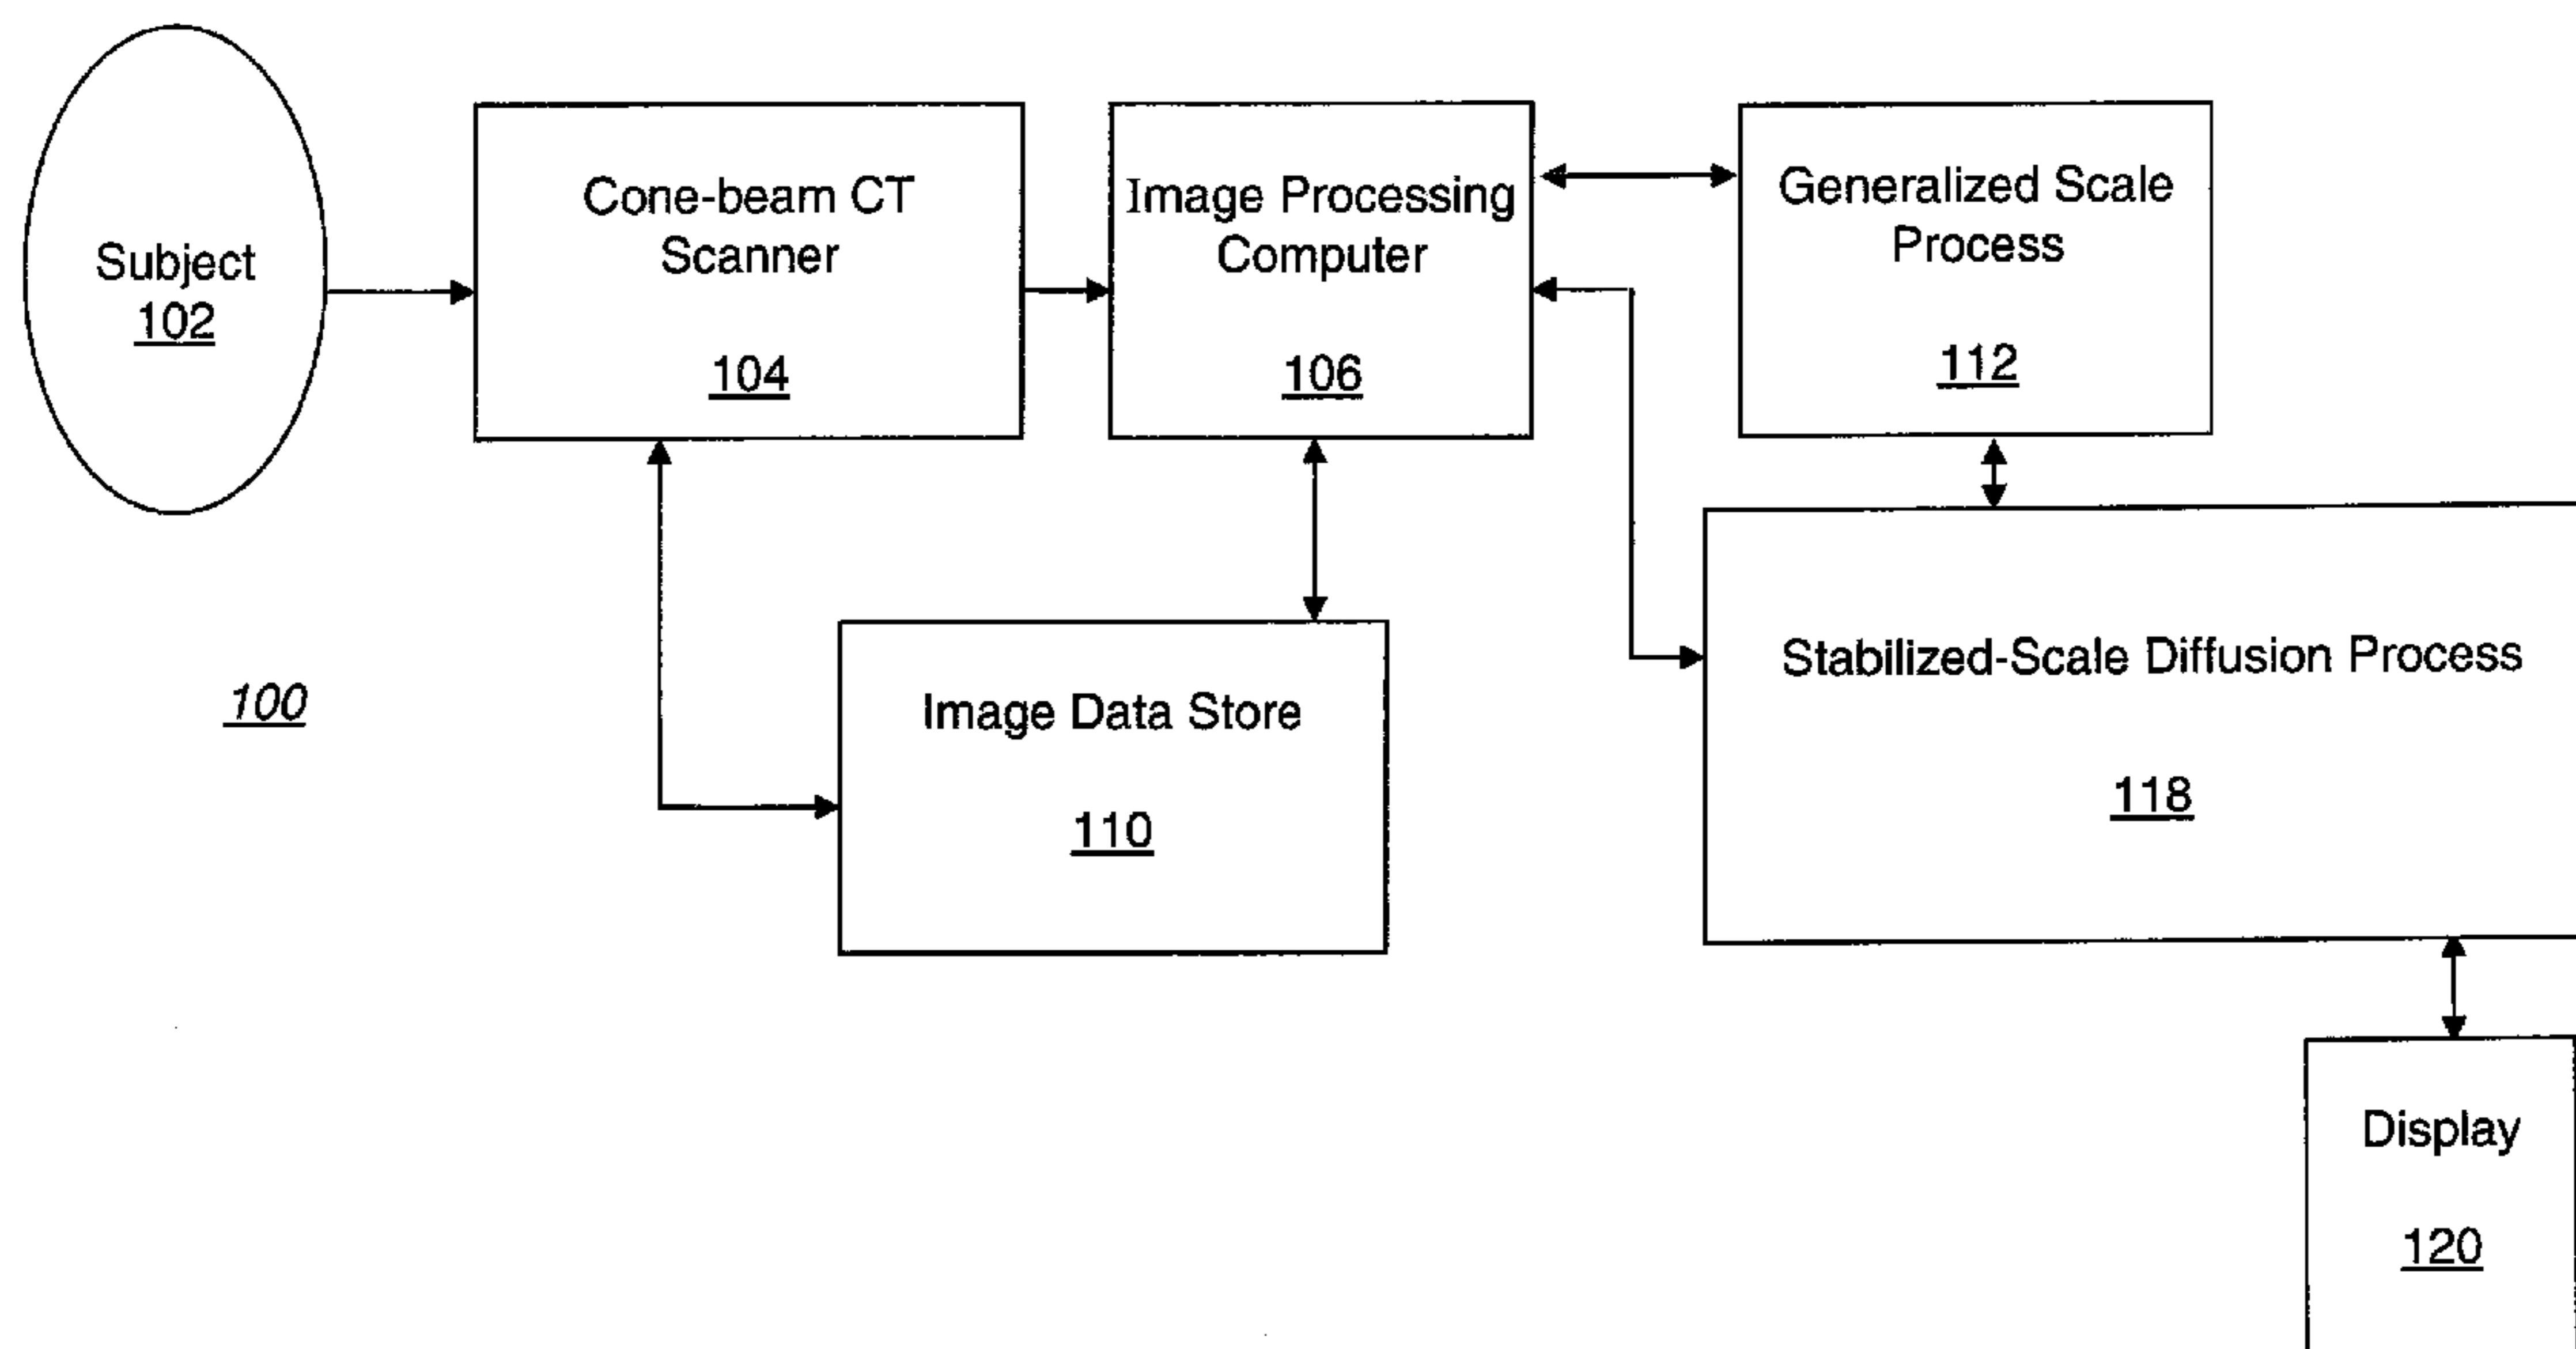 Subject
102
Cone-beam CT
Scanner
104
Image Processing
Computer
106
Generalized Scale
Process
112
Stabilized-Scale Diffusion Process
118
Image Data Store
110
100
Display
120